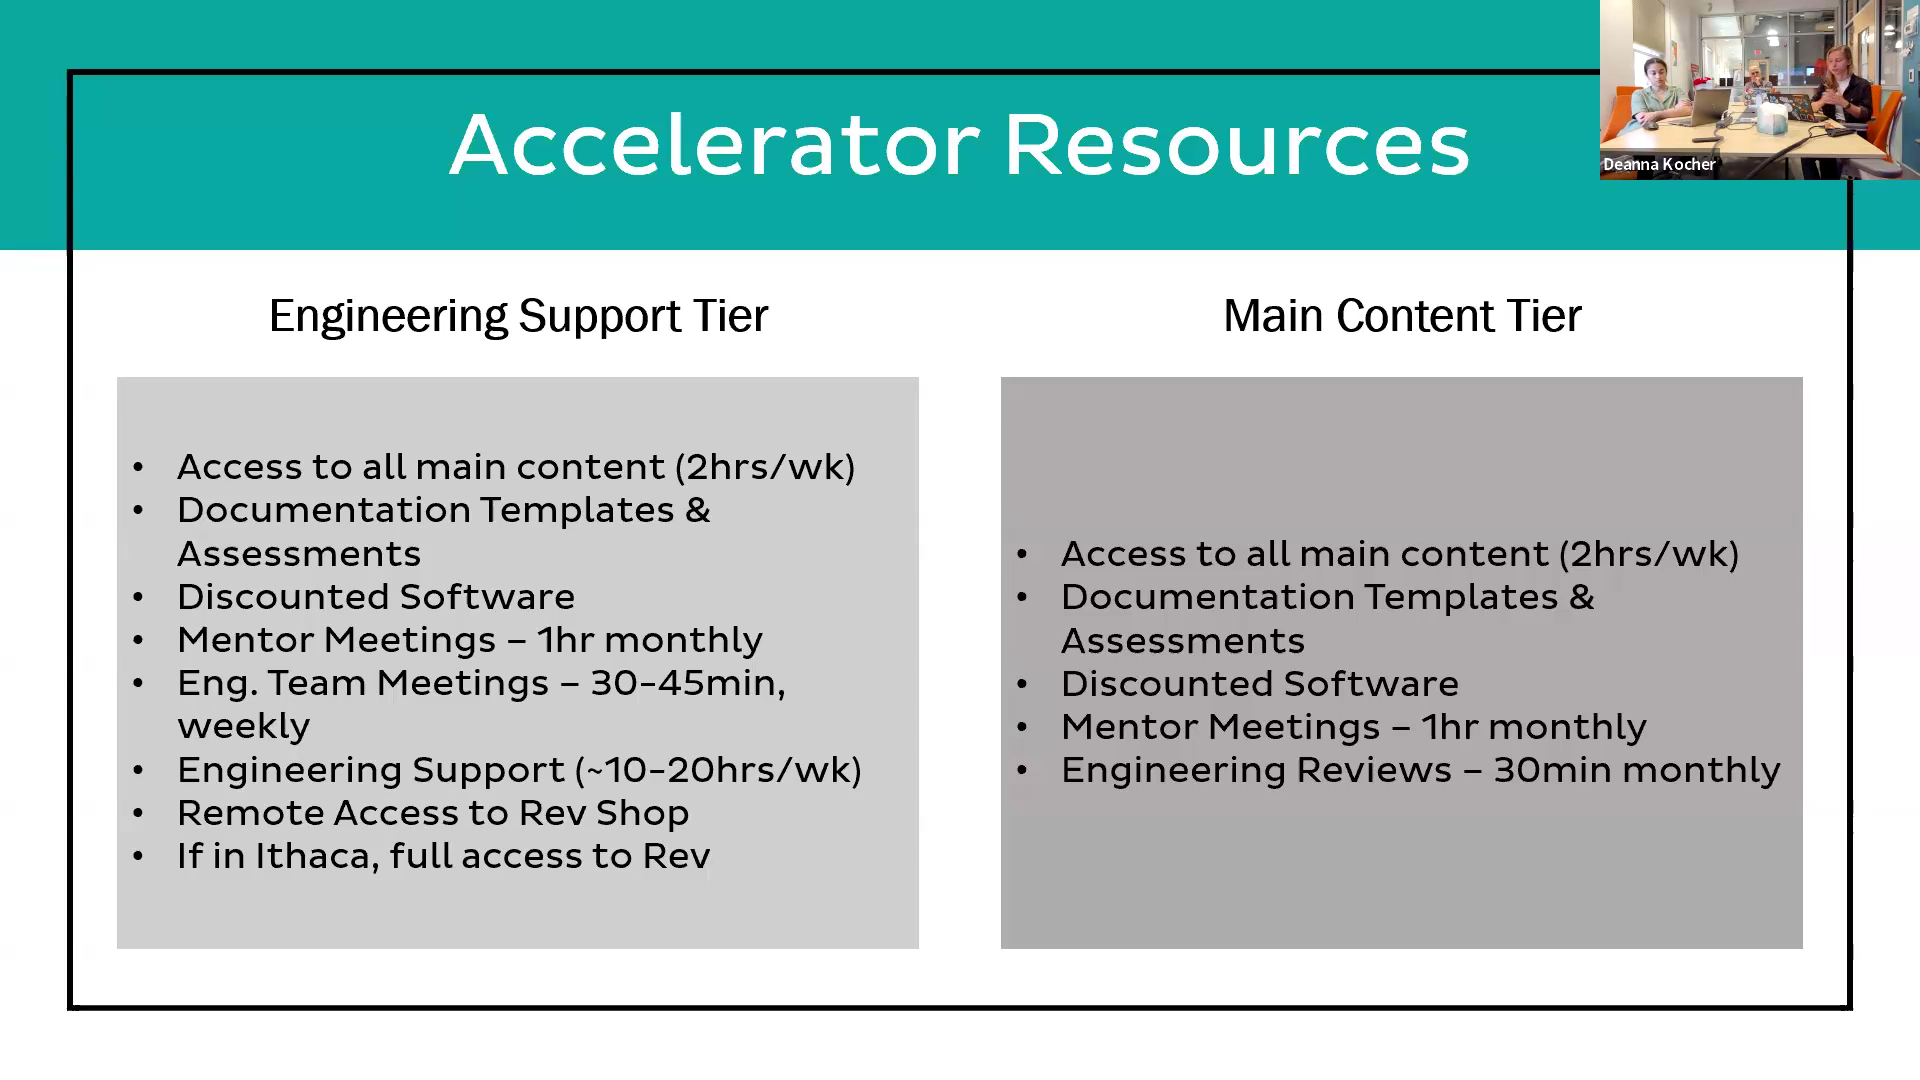 Accelerator Resources
Deanna Kocher
Engineering Support Tier
• Access to all main content (2hrs/wk)
• Documentation Templates &
Assessments
• Discounted Software
• Mentor Meetings – 1hr monthly
• Eng. Team Meetings – 30-45min,
weekly
• Engineering Support (~10-20hrs/wk)
• Remote Access to Rev Shop
• If in Ithaca, full access to Rev
Main Content Tier
• Access to all main content (2hrs/wk)
• Documentation Templates &
Assessments
• Discounted Software
• Mentor Meetings – 1hr monthly
• Engineering Reviews – 30min monthly